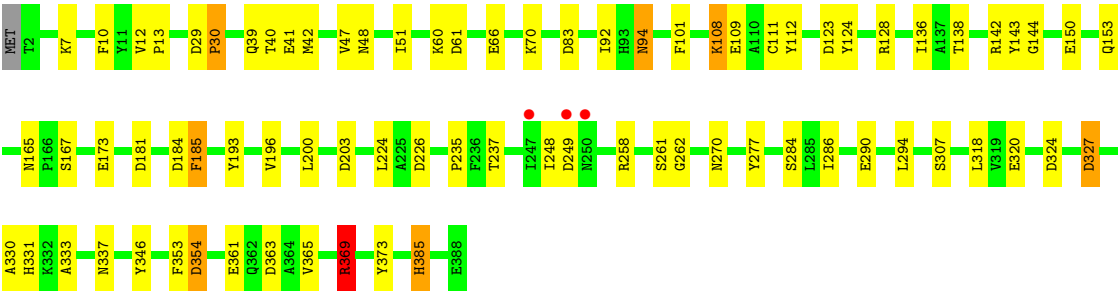 MET T2 K7 F10 Y11 V12 P13 D29 P30 Q39 T40 E41 M42 V47 N48 I51 K60 D61 E66 K70 D83 I92 H93 N94 F101 K108 E109 A110 C111 Y112 D123 Y124 R128 I136 A137 T138 R142 Y143 G144 E150 Q153
N165 P166 S167 E173 D181 D184 F185 Y193 V196 L200 D203 L224 A225 D226 P235 F236 T237 I247 I248 D249 N250 R258 S261 G262 N270 Y277 S284 L285 I286 E290 L294 S307 L318 V319 E320 D324 D327
A330 H331 K332 A333 N337 Y346 F353 D354 E361 Q362 D363 A364 V365 R369 Y373 H385 E388